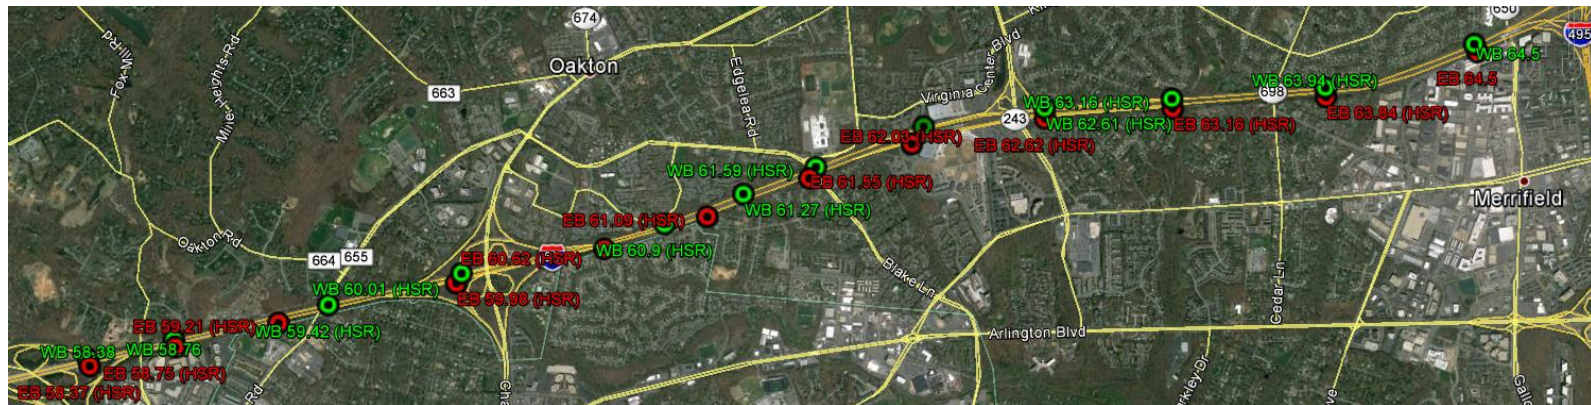 650
674
495
Fox Mill Rd
Miller Heights Rd
Oakton
663
Edgelea Rd
Virginia Center Blvd
WB 64.5
EB 64.5
WB 63.94 (HSR)
698
WB 63.16 (HSR)
EB 63.84 (HSR)
243
WB 62.61 (HSR)
EB 63.16 (HSR)
EB 62.03 (HSR)
EB 62.62 (HSR)
WB 61.59 (HSR)
EB 61.55 (HSR)
Merrifield
WB 61.27 (HSR)
EB 61.09 (HSR)
Oakton Rd
WB 60.9 (HSR)
664
655
EB 60.62 (HSR)
Blake Ln
Cedar Ln
WB 60.01 (HSR)
EB 59.98 (HSR)
EB 59.21 (HSR)
WB 59.42 (HSR)
Arlington Blvd
WB 58.38
WB 58.76
EB 58.75 (HSR)
EB 58.37 (HSR)
Rd